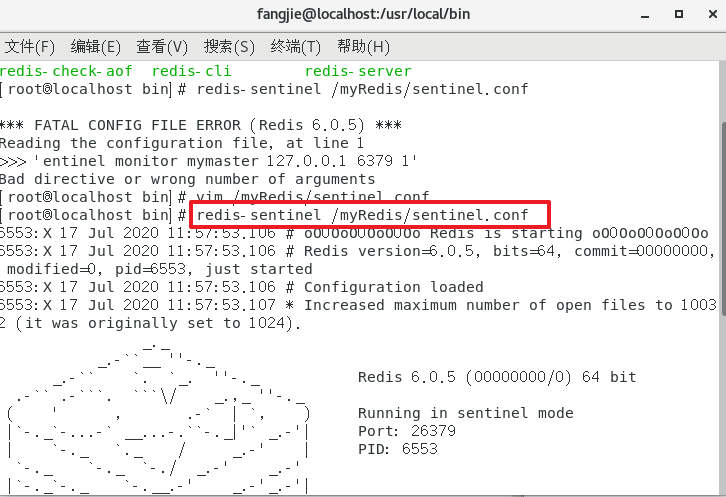 fangjie@localhost:/usr/local/bin
文件(F) 编辑(E) 查看(V) 搜索(S) 终端(T) 帮助(H)
redis-check-aof redis-cli redis-server
[root@localhost bin]# redis-sentinel /myRedis/sentinel.conf
*** FATAL CONFIG FILE ERROR (Redis 6.0.5) ***
Reading the configuration file, at line 1
>>> 'entinel monitor mymaster 127.0.0.1 6379 1'
Bad directive or wrong number of arguments
[root@localhost bin]# vim /myRedis/sentinel.conf
[root@localhost bin]# redis-sentinel /myRedis/sentinel.conf
6553:X 17 Jul 2020 11:57:53.106 # oO0OoO0OoO0Oo Redis is starting oO0OoO0OoO0Oo
6553:X 17 Jul 2020 11:57:53.106 # Redis version=6.0.5, bits=64, commit=00000000,
modified=0, pid=6553, just started
6553:X 17 Jul 2020 11:57:53.106 # Configuration loaded
6553:X 17 Jul 2020 11:57:53.107 * Increased maximum number of open files to 1003
2 (it was originally set to 1024).
Redis 6.0.5 (00000000/0) 64 bit
Running in sentinel mode
Port: 26379
PID: 6553